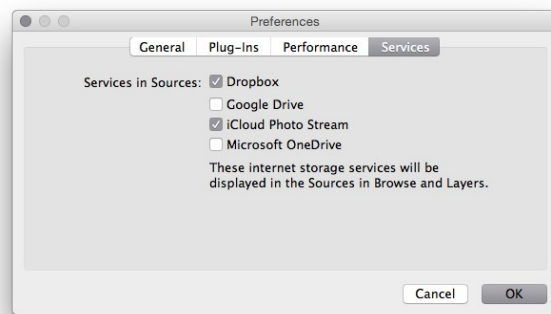 Preferences
General Plug-Ins Performance Services
Services in Sources: Dropbox
Google Drive
iCloud Photo Stream
Microsoft OneDrive
These internet storage services will be
displayed in the Sources in Browse and Layers.
Cancel OK